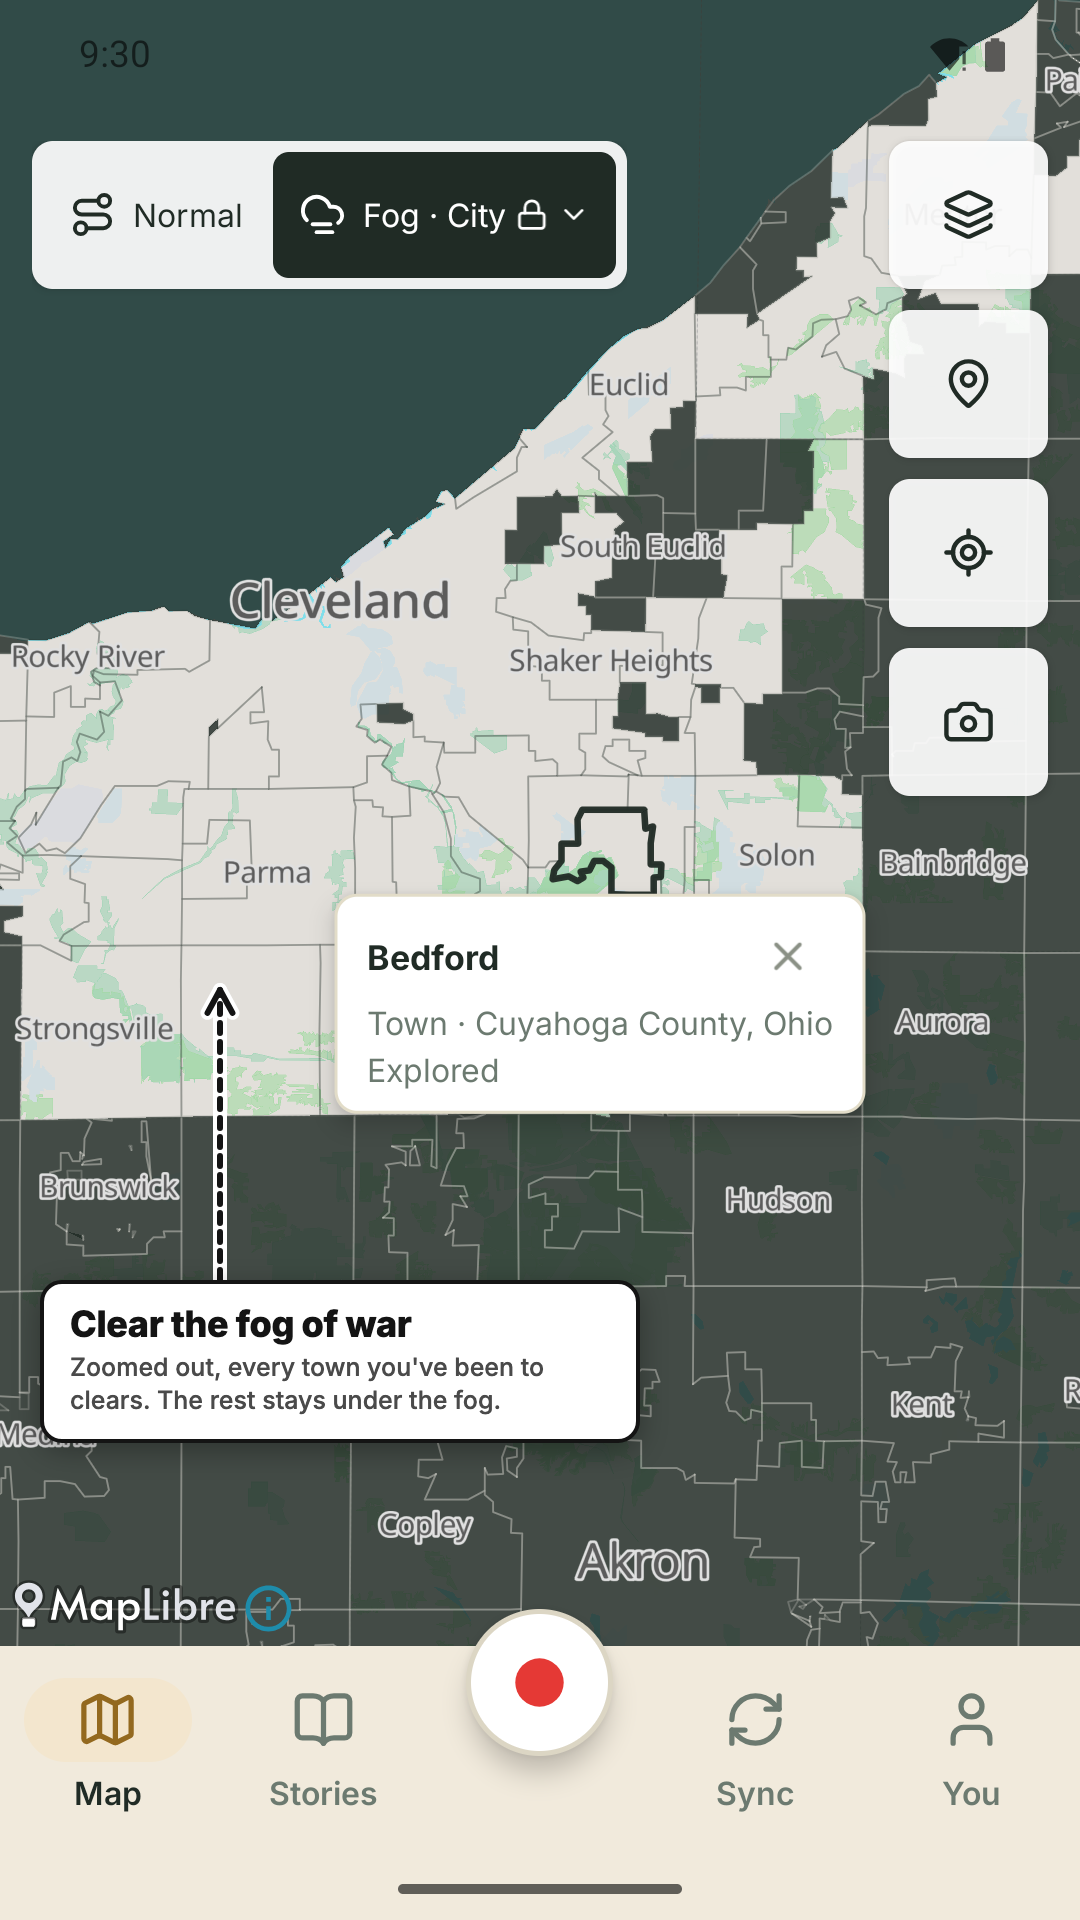 9:30
Normal
Fog · City
Euclid
South Euclid
Cleveland
Rocky River
Shaker Heights
Parma
Solon
Bainbridge
Bedford
Town · Cuyahoga County, Ohio
Explored
Strongsville
Aurora
Brunswick
Hudson
Clear the fog of war
Zoomed out, every town you've been to
clears. The rest stays under the fog.
Kent
Copley
Akron
MapLibre
Map
Stories
Sync
You